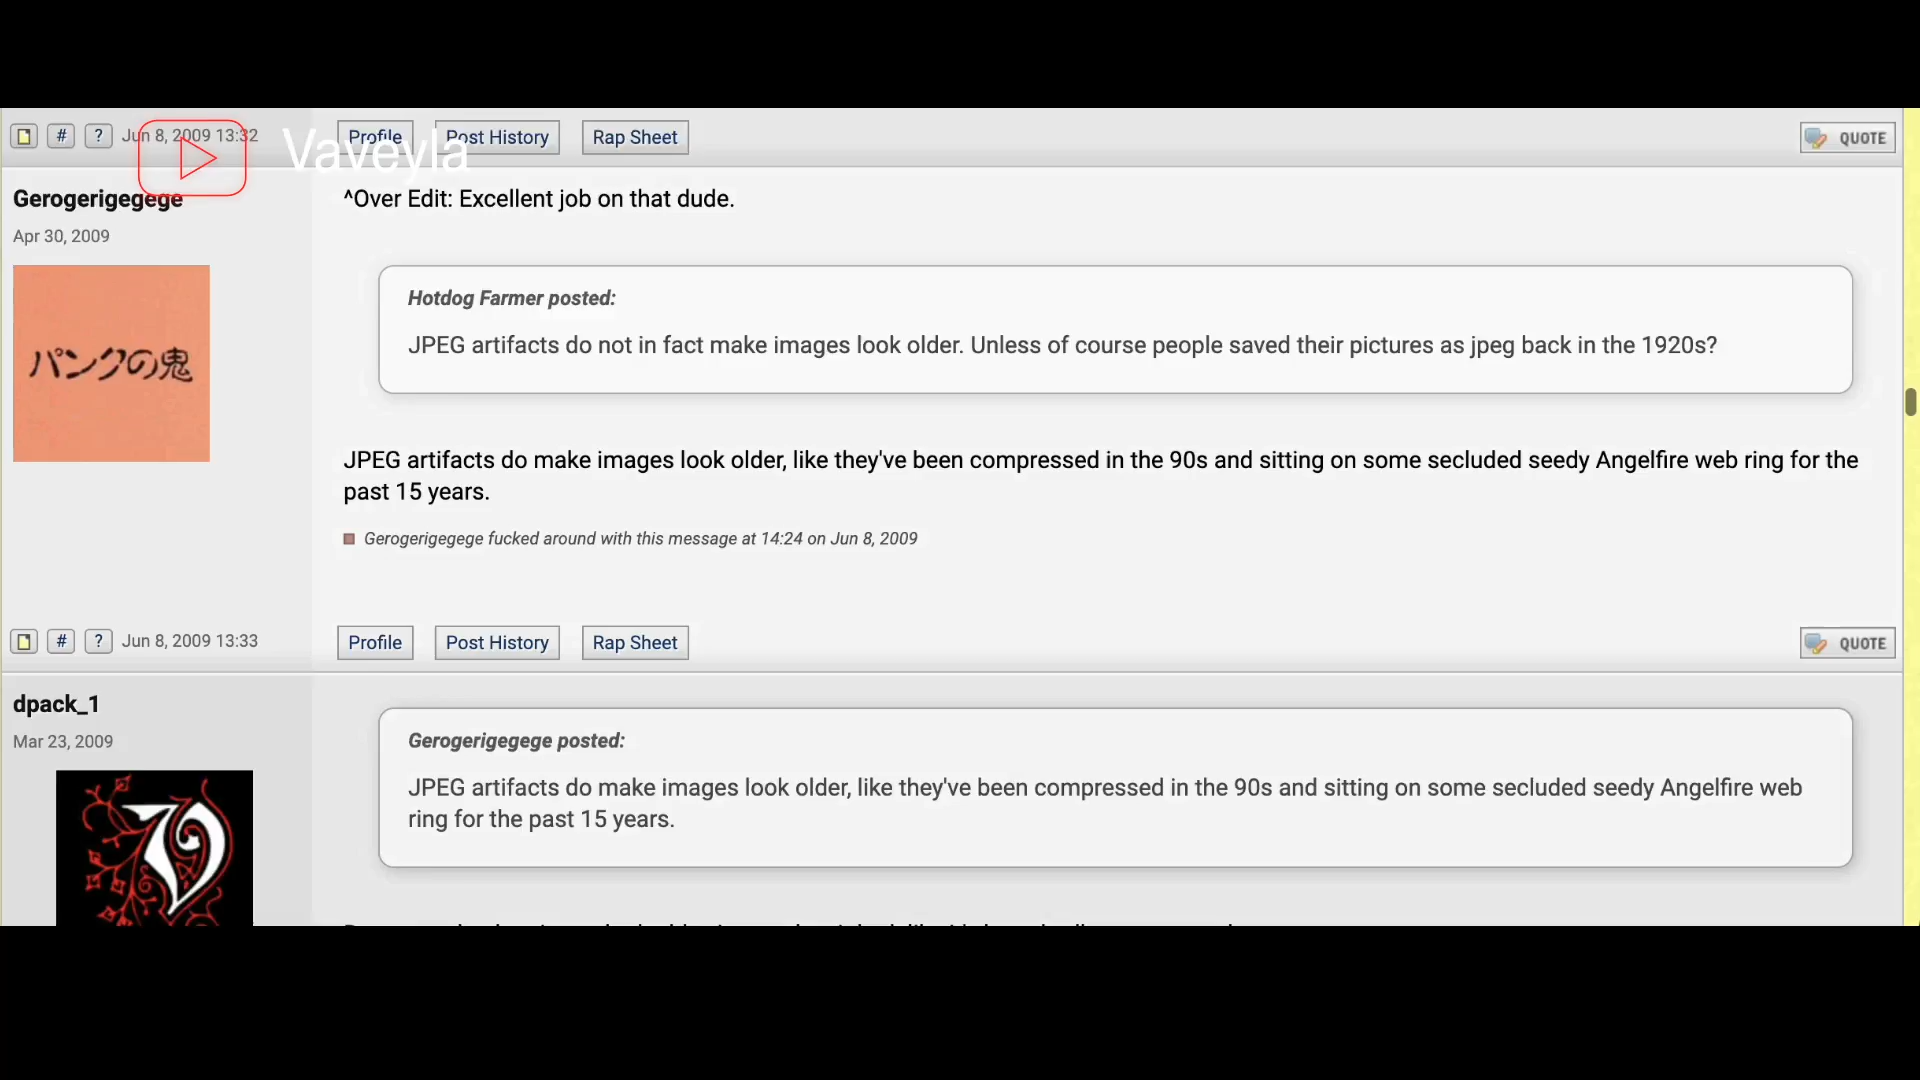 # ? Jun 8, 2009 13:32 Profile Post History Rap Sheet QUOTE
Vaveyla
Gerogerigegege
Apr 30, 2009
パンクの鬼
^Over Edit: Excellent job on that dude.
Hotdog Farmer posted:
JPEG artifacts do not in fact make images look older. Unless of course people saved their pictures as jpeg back in the 1920s?
JPEG artifacts do make images look older, like they've been compressed in the 90s and sitting on some secluded seedy Angelfire web ring for the
past 15 years.
Gerogerigegege fucked around with this message at 14:24 on Jun 8, 2009
# ? Jun 8, 2009 13:33 Profile Post History Rap Sheet QUOTE
dpack_1
Mar 23, 2009
Gerogerigegege posted:
JPEG artifacts do make images look older, like they've been compressed in the 90s and sitting on some secluded seedy Angelfire web
ring for the past 15 years.